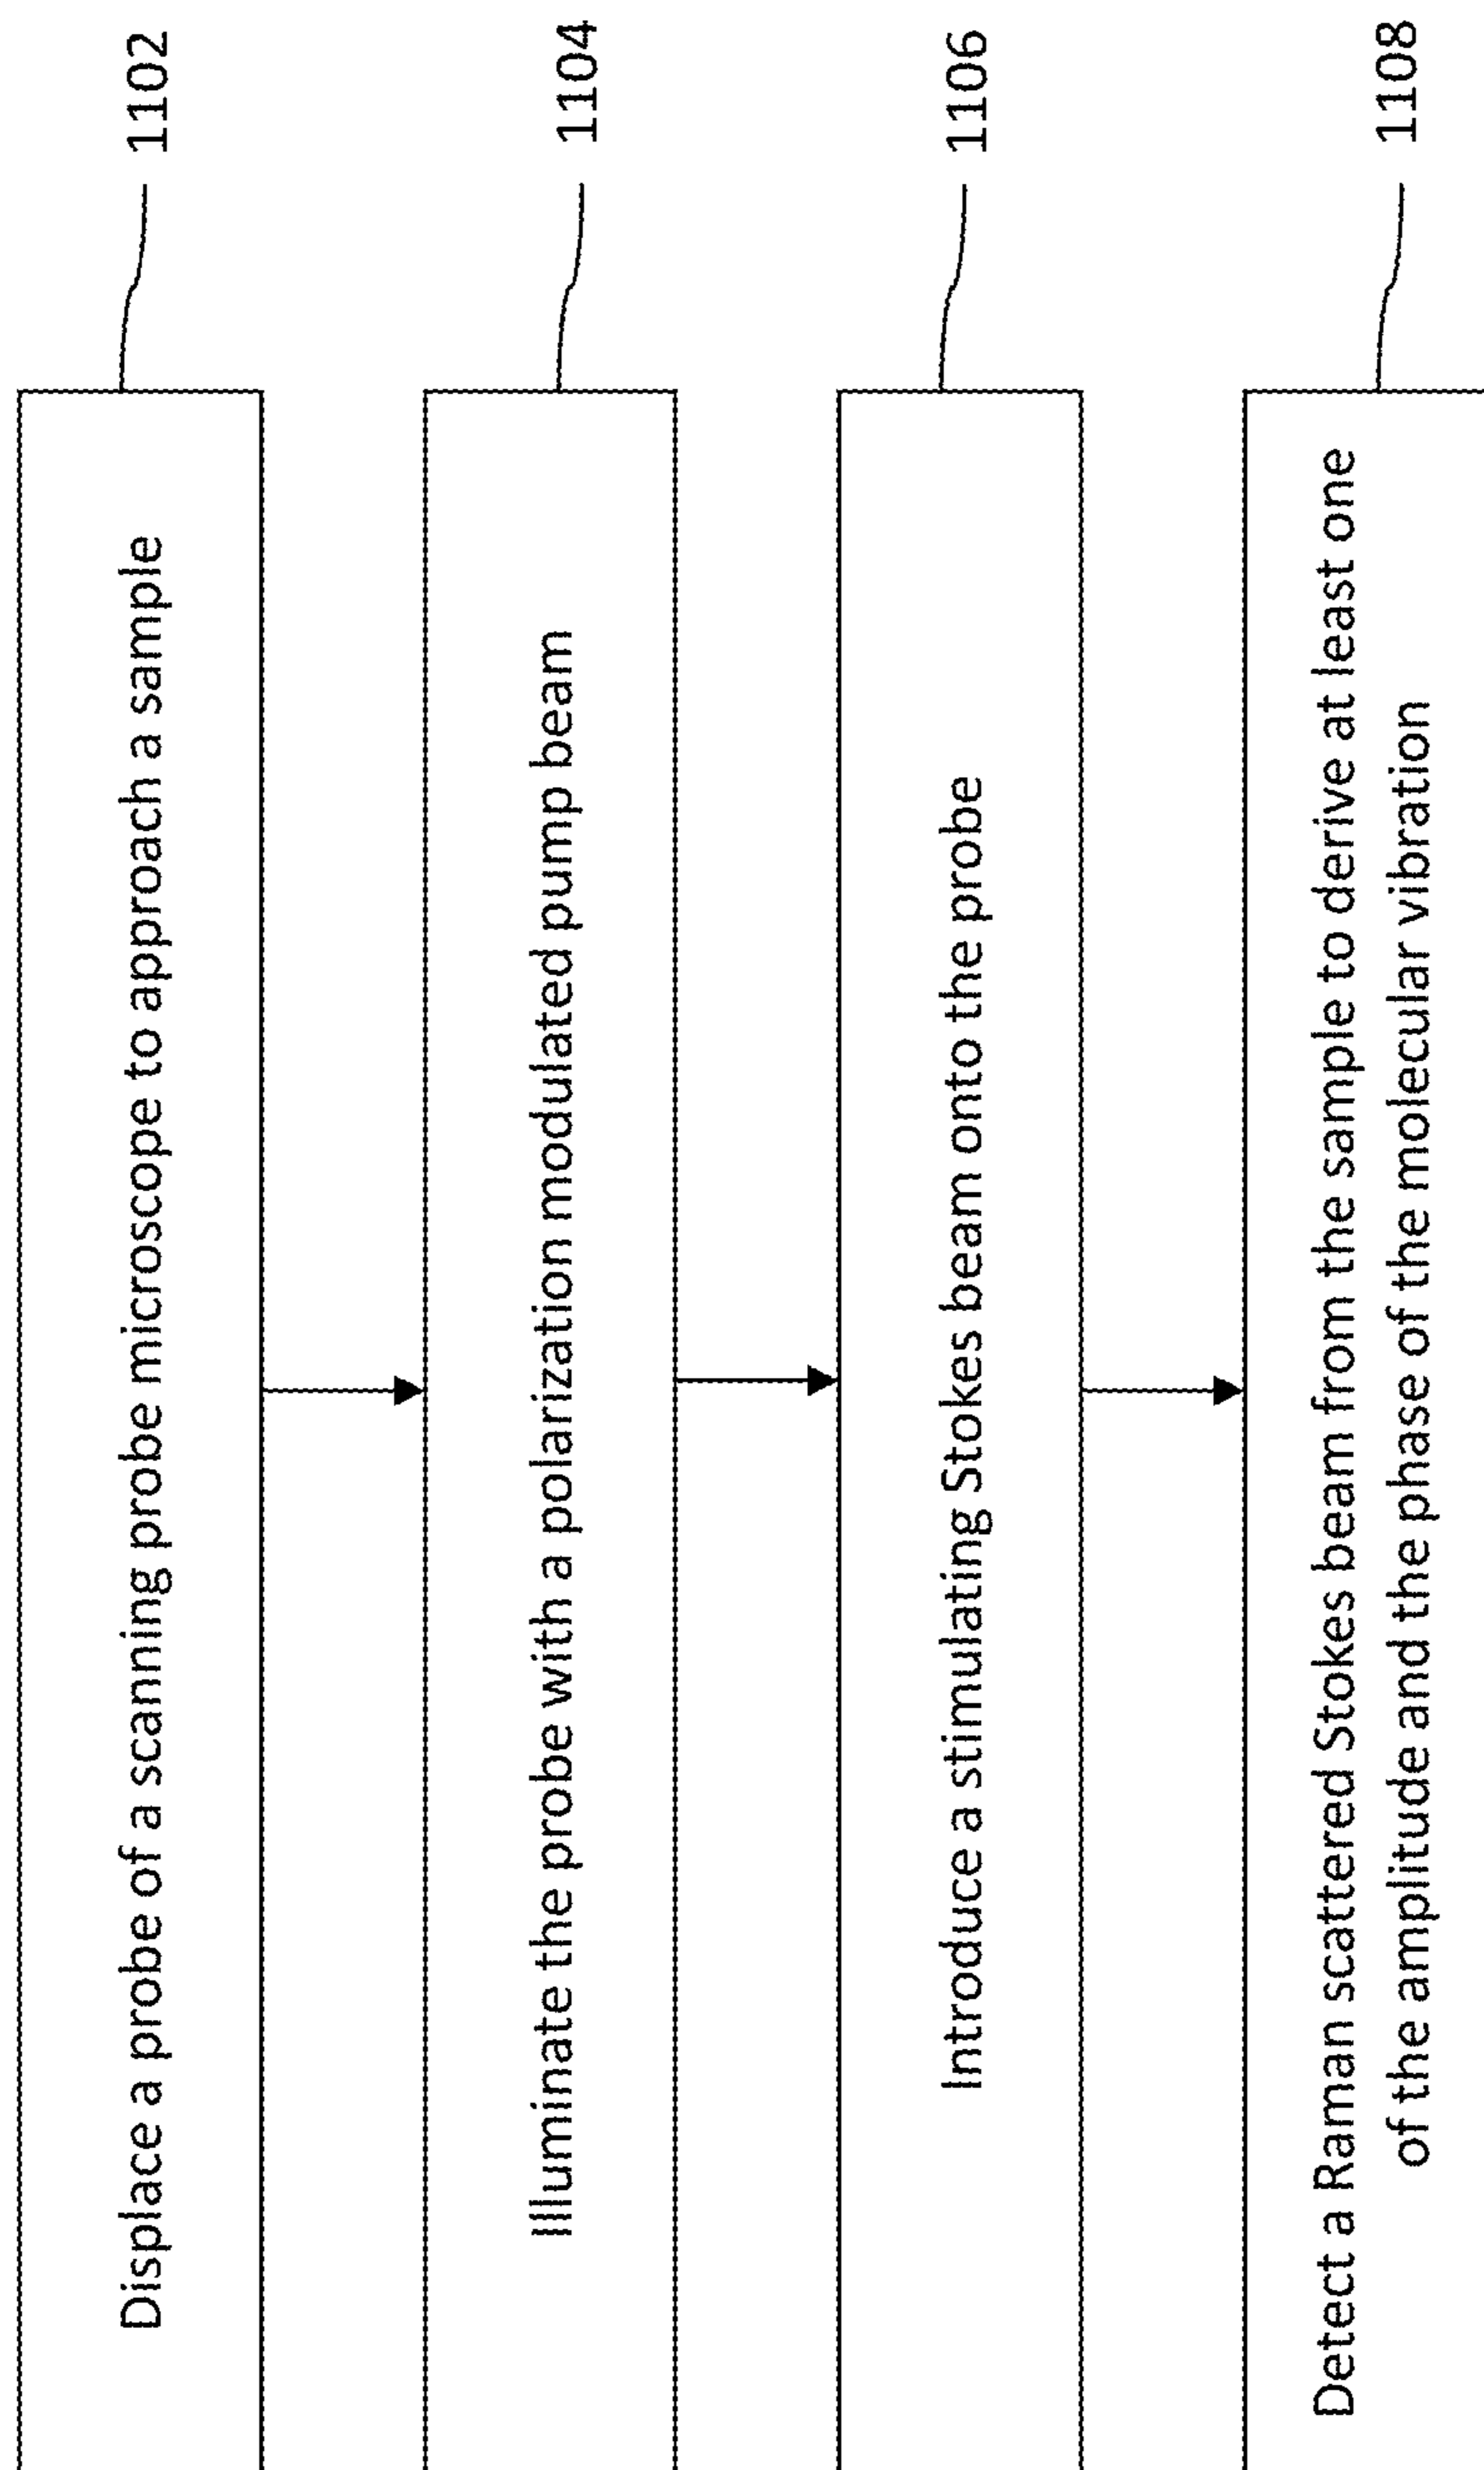 Displace a probe of a scanning probe microscope to approach a sample
1102
Illuminate the probe with a polarization modulated pump beam
1104
Introduce a stimulating Stokes beam onto the probe
1106
Detect a Raman scattered Stokes beam from the sample to derive at least one
of the amplitude and the phase of the molecular vibration
1108